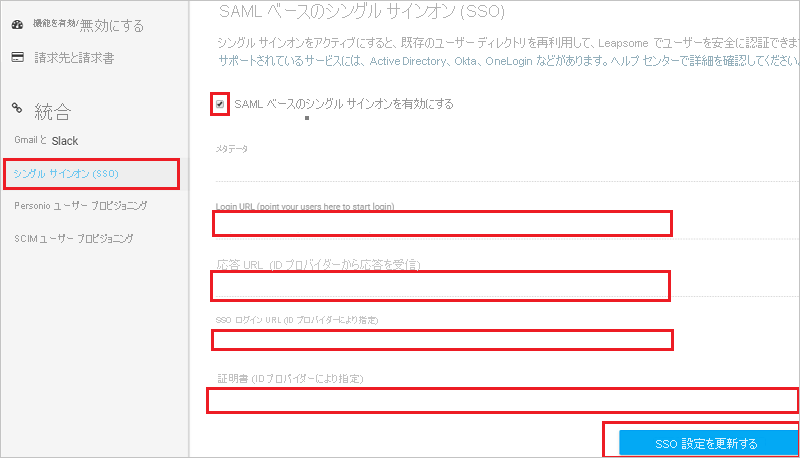 機能を有効/無効にする
請求先と請求書
統合
Gmail と Slack
シングル サインオン (SSO)
Personio ユーザー プロビジョニング
SCIM ユーザー プロビジョニング
SAML ベースのシングル サインオン (SSO)
シングル サインオンをアクティブにすると、既存のユーザー ディレクトリを再利用して、Leapsome でユーザーを安全に認証できます
サポートされているサービスには、Active Directory、Okta、OneLogin などがあります。ヘルプ センターで詳細を確認してください。
SAML ベースのシングル サインオンを有効にする
メタデータ
Login URL (point your users here to start login)
応答 URL (ID プロバイダーから応答を受信)
SSO ログイン URL (ID プロバイダーにより指定)
証明書 (ID プロバイダーにより指定)
SSO 設定を更新する